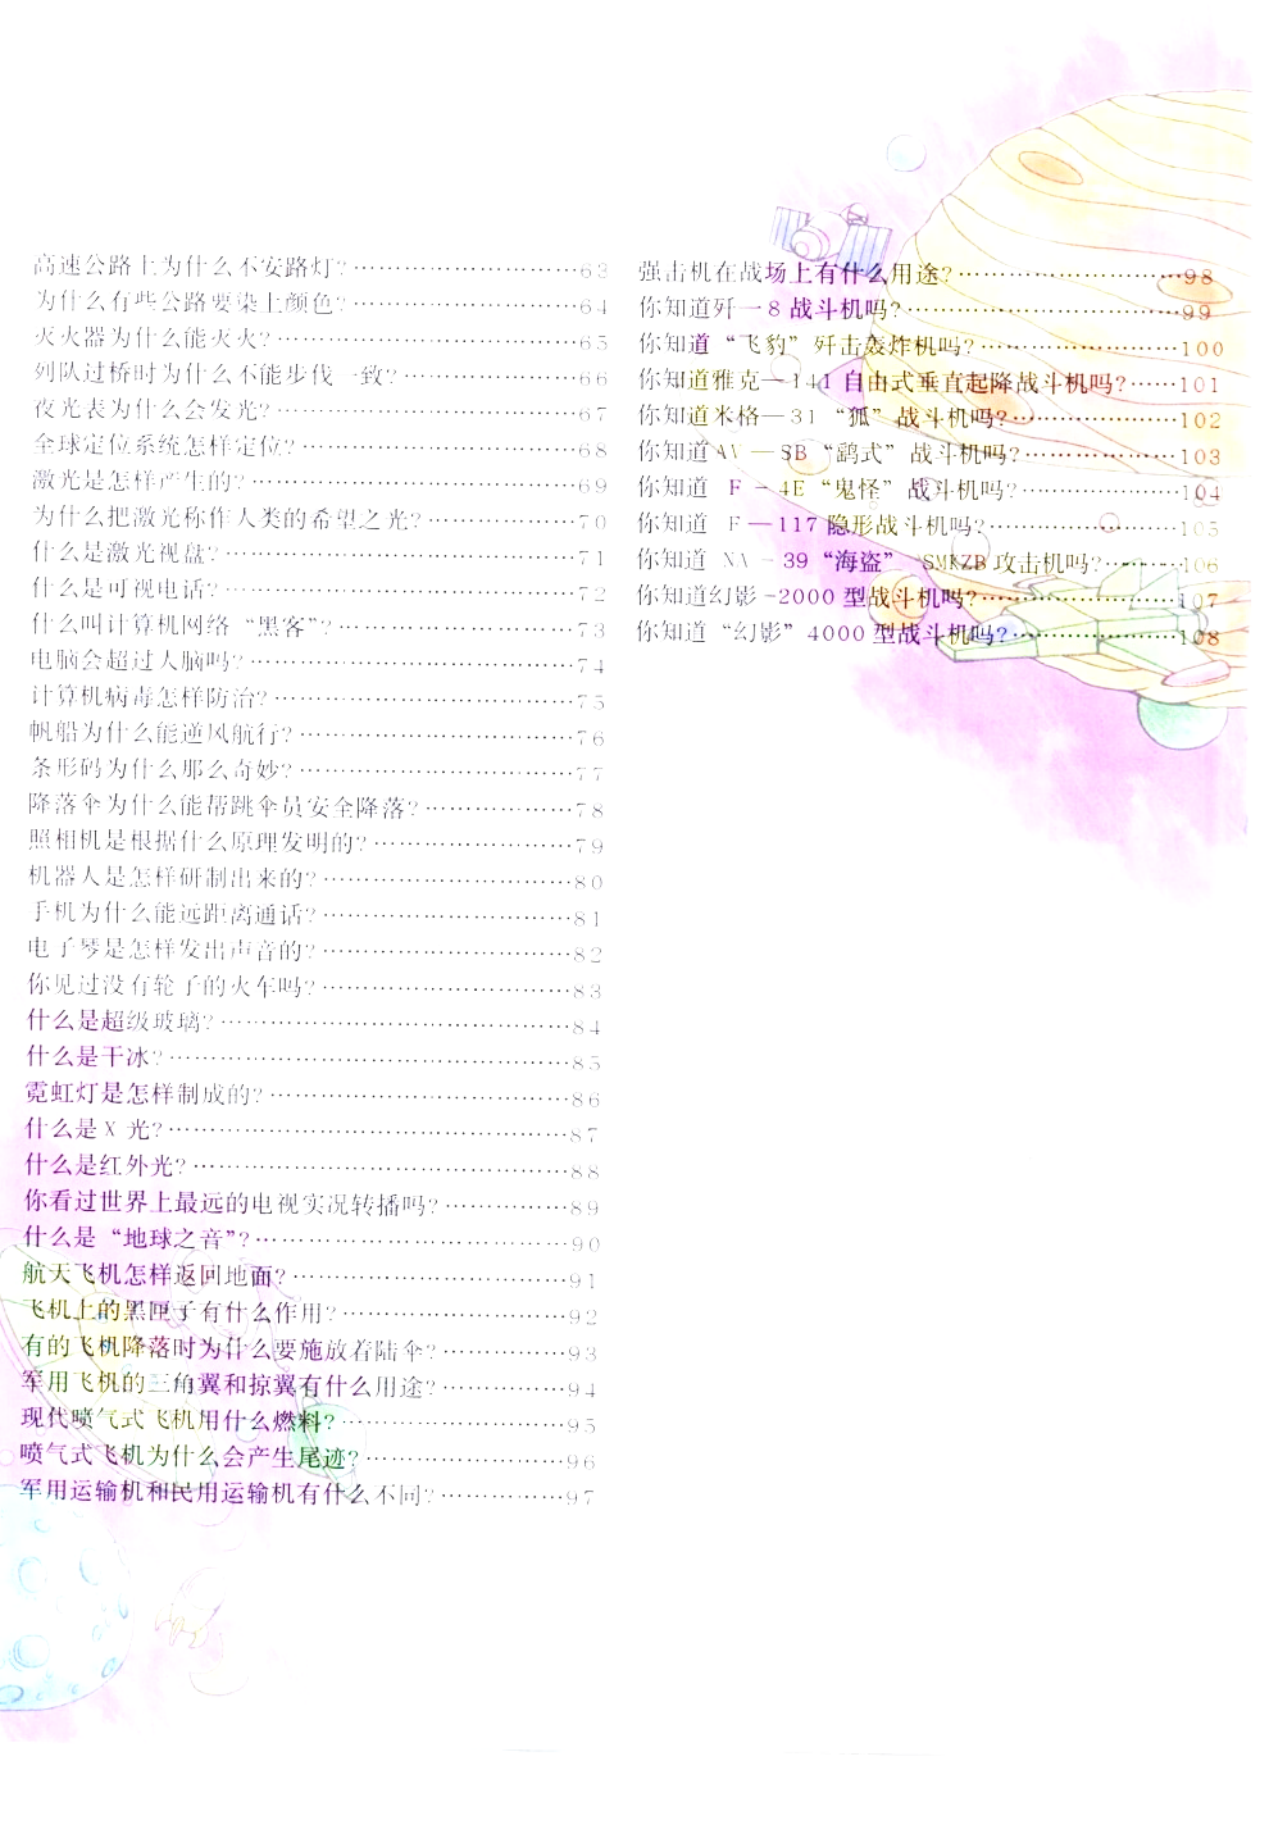 高速公路上为什么不安路灯?……………………………63
为什么有些公路要染上颜色?……………………………64
灭火器为什么能灭火?……………………………65
列队过桥时为什么不能步伐一致?……………………………66
夜光表为什么会发光?……………………………67
全球定位系统怎样定位?……………………………68
激光是怎样产生的?……………………………69
为什么把激光称作人类的希望之光?……………………………70
什么是激光视盘?……………………………71
什么是可视电话?……………………………72
什么叫计算机网络“黑客”?……………………………73
电脑会超过人脑吗?……………………………74
计算机病毒怎样防治?……………………………75
帆船为什么能逆风航行?……………………………76
条形码为什么那么奇妙?……………………………77
降落伞为什么能帮跳伞员安全降落?……………………………78
照相机是根据什么原理发明的?……………………………79
机器人是怎样研制出来的?……………………………80
手机为什么能远距离通话?……………………………81
电子琴是怎样发出声音的?……………………………82
你见过没有轮子的火车吗?……………………………83
什么是超级玻璃?……………………………84
什么是干冰?……………………………85
霓虹灯是怎样制成的?……………………………86
什么是X光?……………………………87
什么是红外光?……………………………88
你看过世界上最远的电视实况转播吗?……………89
什么是“地球之音”?……………………………90
航天飞机怎样返回地面?……………………………91
飞机上的黑匣子有什么作用?……………………………92
有的飞机降落时为什么要施放着陆伞?……………93
军用飞机的三角翼和掠翼有什么用途?……………94
现代喷气式飞机用什么燃料?……………………………95
喷气式飞机为什么会产生尾迹?……………………………96
军用运输机和民用运输机有什么不同?……………97
强击机在战场上有什么用途?……………………………98
你知道歼—8战斗机吗?……………………………99
你知道“飞豹”歼击轰炸机吗?……………………100
你知道雅克—141自由式垂直起降战斗机吗?……101
你知道米格—31“狐”战斗机吗?…………………102
你知道AV—SB“鹞式”战斗机吗?…………………103
你知道 F－4E“鬼怪”战斗机吗?…………………104
你知道 F—117隐形战斗机吗?……………………105
你知道 XA－39“海盗” SMKZB攻击机吗?………106
你知道幻影－2000型战斗机吗?……………………107
你知道“幻影”4000型战斗机吗?…………………108